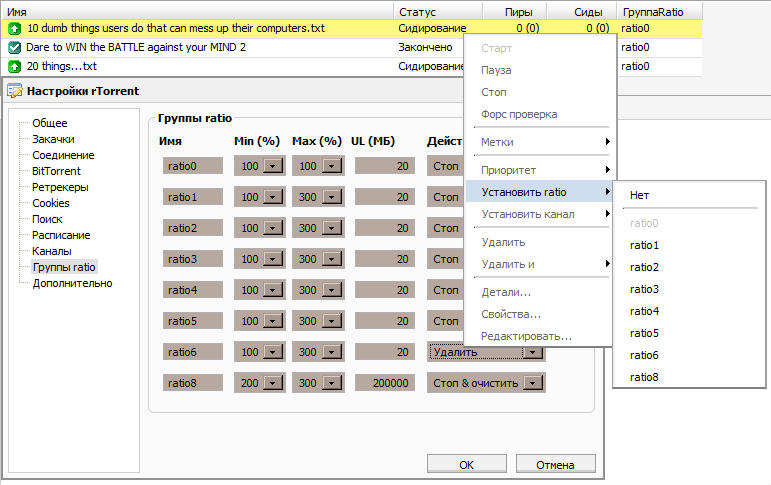 Имя Статус Пиры Сиды ГруппаRatio
10 dumb things users do that can mess up their computers.txt Сидирование 0 (0) 0 (0) ratio0
Dare to WIN the BATTLE against your MIND 2 Закончено ratio0
20 things...txt Сидирование ratio0
Настройки rTorrent
Общее
Закачки
Соединение
BitTorrent
Ретрекеры
Cookies
Поиск
Расписание
Каналы
Группы ratio
Дополнительно
Группы ratio
Имя Min (%) Max (%) UL (МБ) Дейст
ratio0 100 100 20 Стоп
ratio1 100 300 20 Стоп
ratio2 100 300 20 Стоп
ratio3 100 300 20 Стоп
ratio4 100 300 20 Стоп
ratio5 100 300 20 Стоп
ratio6 100 300 20 Удалить
ratio8 200 300 200000 Стоп & очистить
OK Отмена
Старт
Пауза
Стоп
Форс проверка
Метки
Приоритет
Установить ratio
Установить канал
Удалить
Удалить и
Детали...
Свойства...
Редактировать...
Нет
ratio0
ratio1
ratio2
ratio3
ratio4
ratio5
ratio6
ratio8